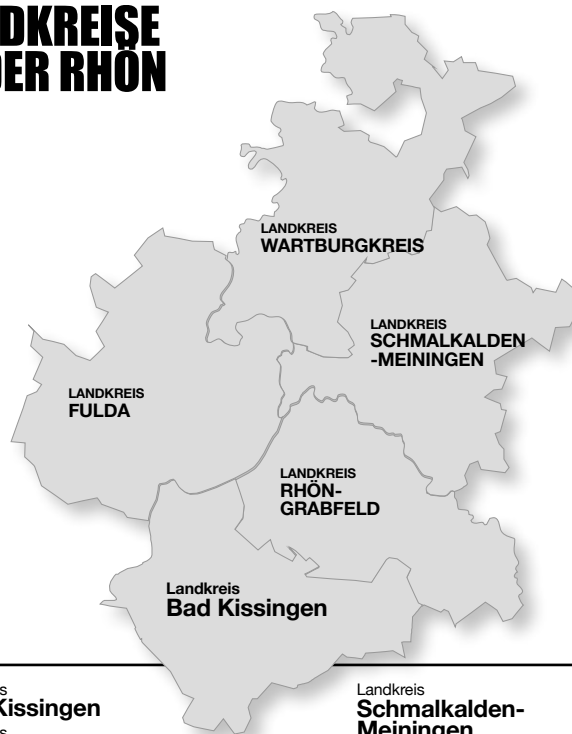 DKREISE
DER RHÖN
LANDKREIS
WARTBURGKREIS
LANDKREIS
SCHMALKALDEN
-MEININGEN
LANDKREIS
FULDA
LANDKREIS
RHÖN-
GRABFELD
Landkreis
Bad Kissingen
Kissingen
Landkreis
Schmalkalden-
Meiningen